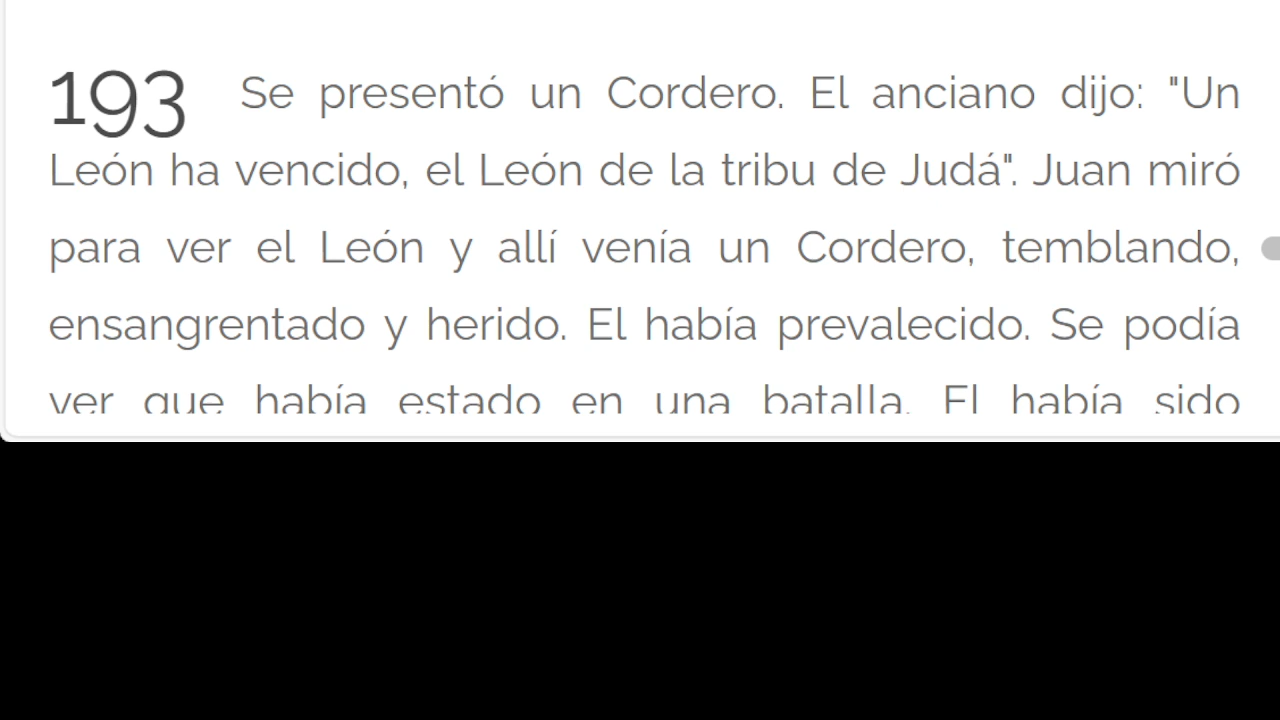 193 Se presentó un Cordero. El anciano dijo: "Un
León ha vencido, el León de la tribu de Judá". Juan miró
para ver el León y allí venía un Cordero, temblando,
ensangrentado y herido. El había prevalecido. Se podía
ver que había estado en una batalla. El había sido